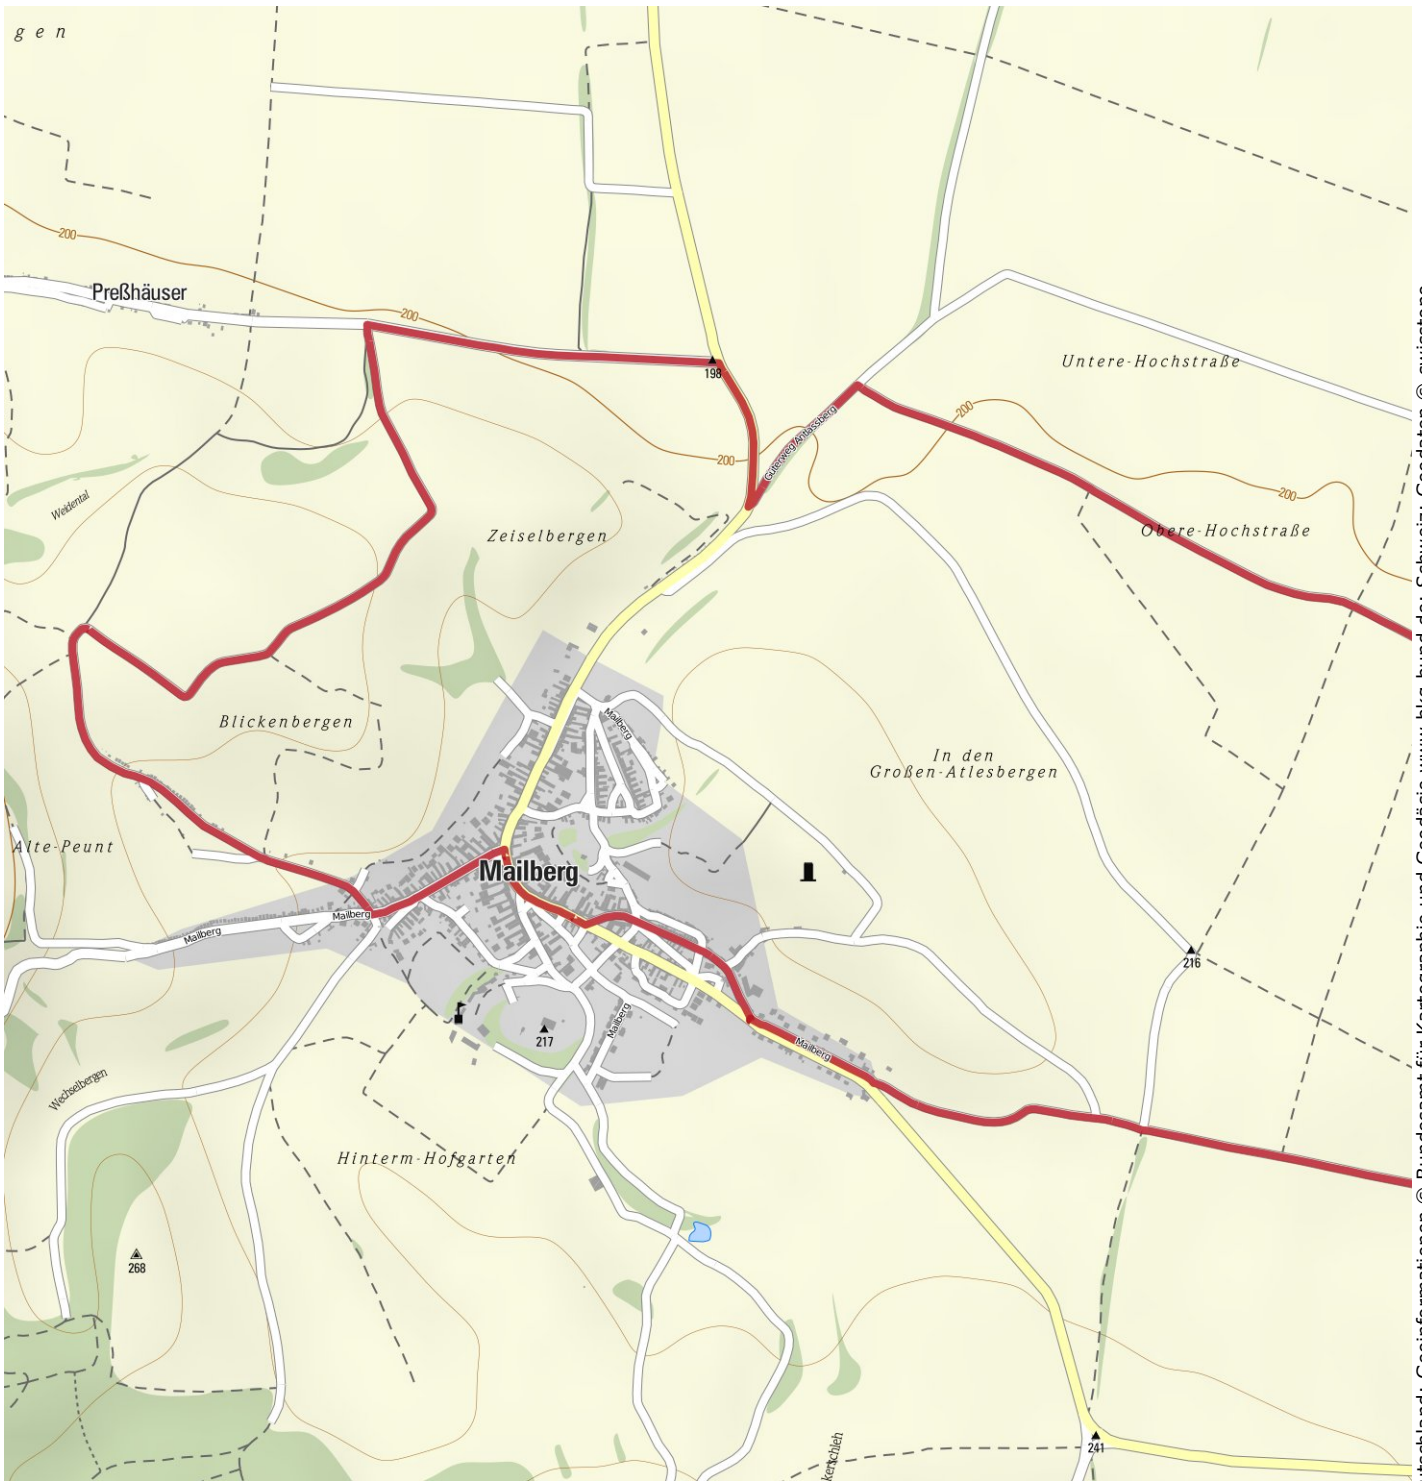 g e n
200
Preßhäuser
200
198
Untere-Hochstraße
200
Güterweg Antlassberg
200
200
Weidental
Zeiselbergen
Obere-Hochstraße
Blickenbergen
Mailberg
In den
Großen-Atlesbergen
Alte-Peunt
Mailberg
Mailberg
Mailberg
216
217
Mailberg
Mailberg
Wechselbergen
Hinterm-Hofgarten
268
241